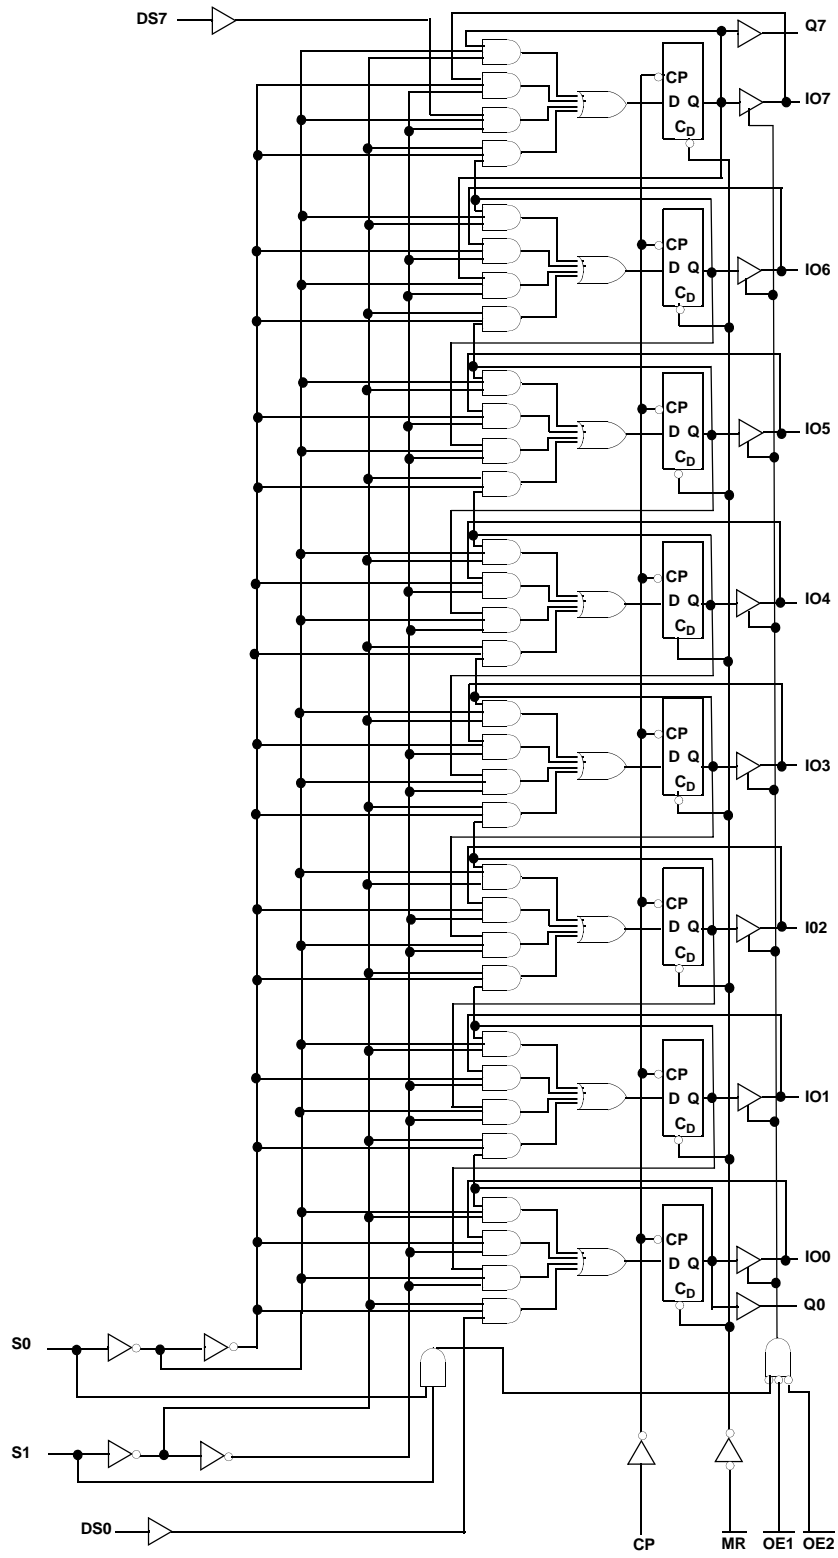 DS7
Q7
CP
D Q
CD
IO7
CP
D Q
CD
IO6
CP
D Q
CD
IO5
CP
D Q
CD
IO4
CP
D Q
CD
IO3
CP
D Q
CD
I02
CP
D Q
CD
IO1
CP
D Q
CD
IO0
Q0
S0
S1
DS0
CP
MR
OE1
OE2